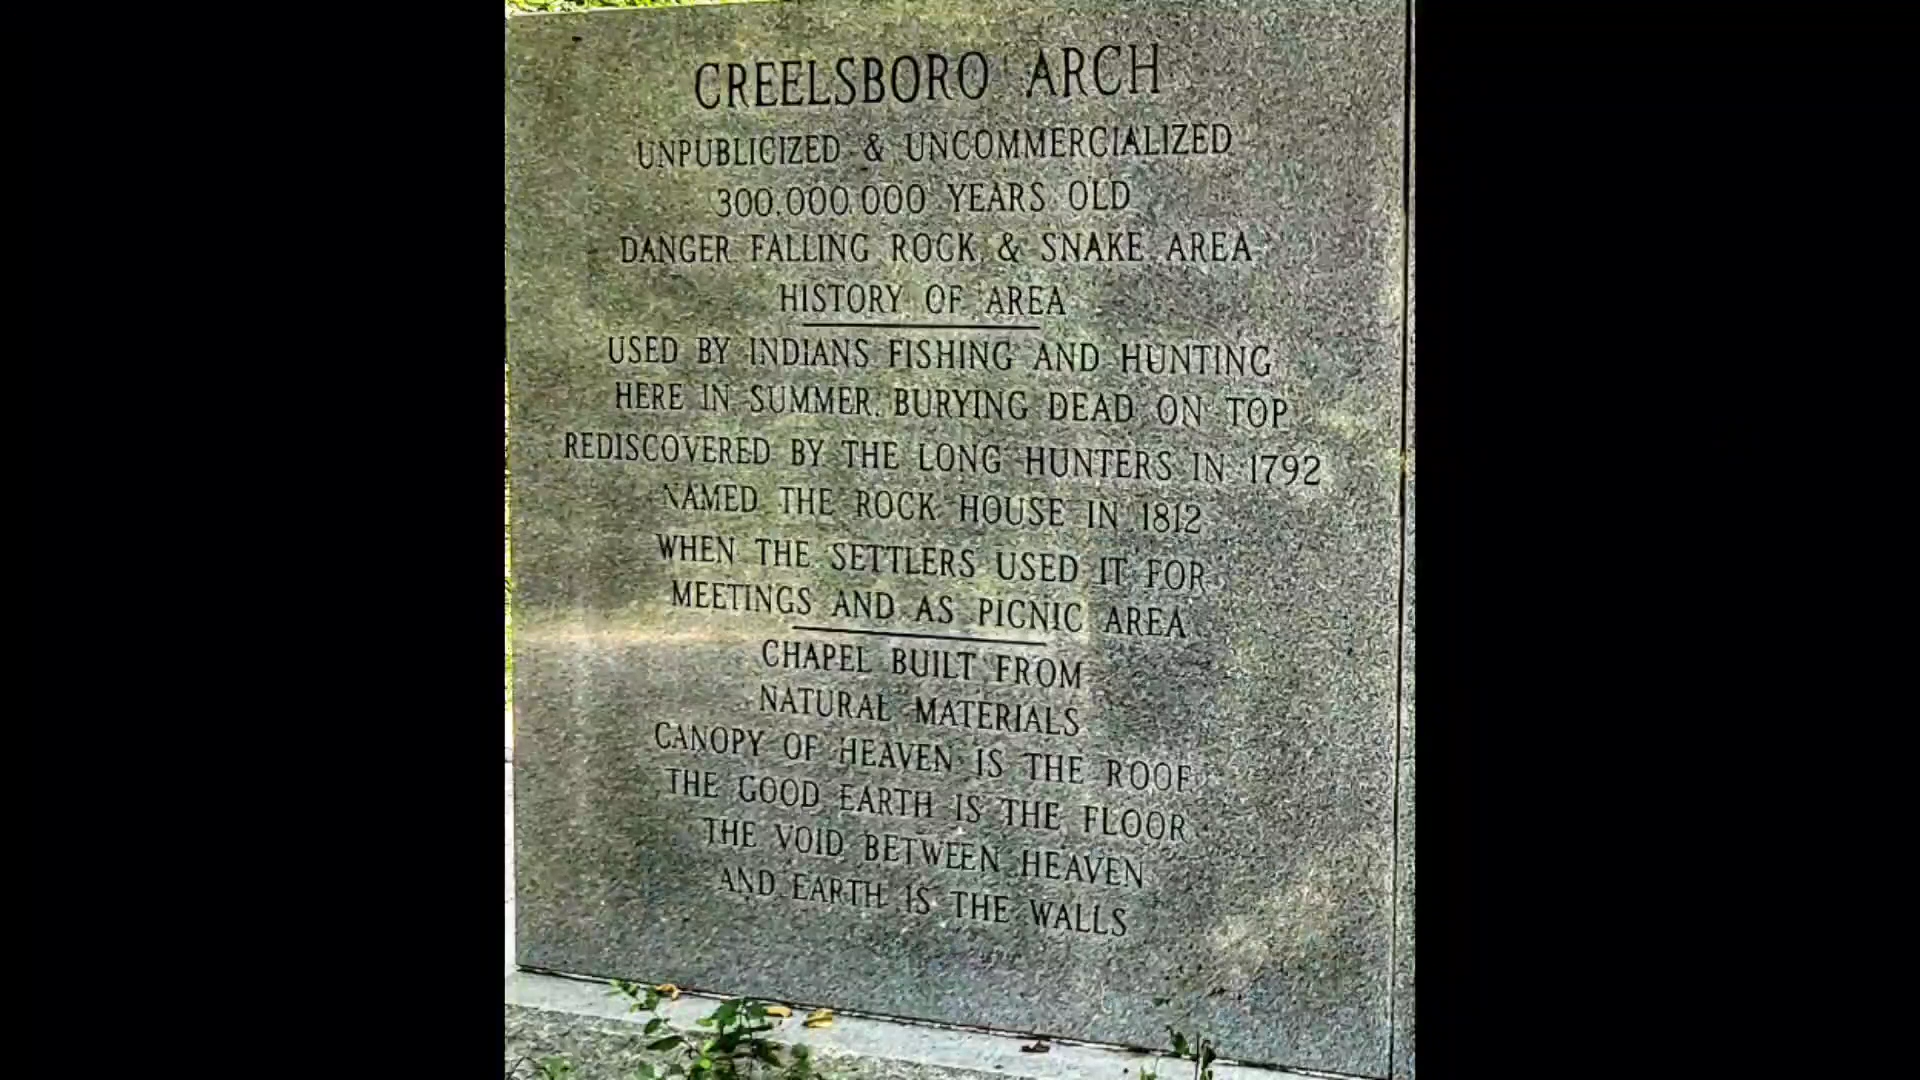 CREELSBORO ARCH
UNPUBLICIZED & UNCOMMERCIALIZED
300,000,000 YEARS OLD
DANGER FALLING ROCK & SNAKE AREA
HISTORY OF AREA
USED BY INDIANS FISHING AND HUNTING
HERE IN SUMMER. BURYING DEAD ON TOP
REDISCOVERED BY THE LONG HUNTERS IN 1792
NAMED THE ROCK HOUSE IN 1812
WHEN THE SETTLERS USED IT FOR
MEETINGS AND AS PICNIC AREA
CHAPEL BUILT FROM
NATURAL MATERIALS
CANOPY OF HEAVEN IS THE ROOF
THE GOOD EARTH IS THE FLOOR
THE VOID BETWEEN HEAVEN
AND EARTH IS THE WALLS